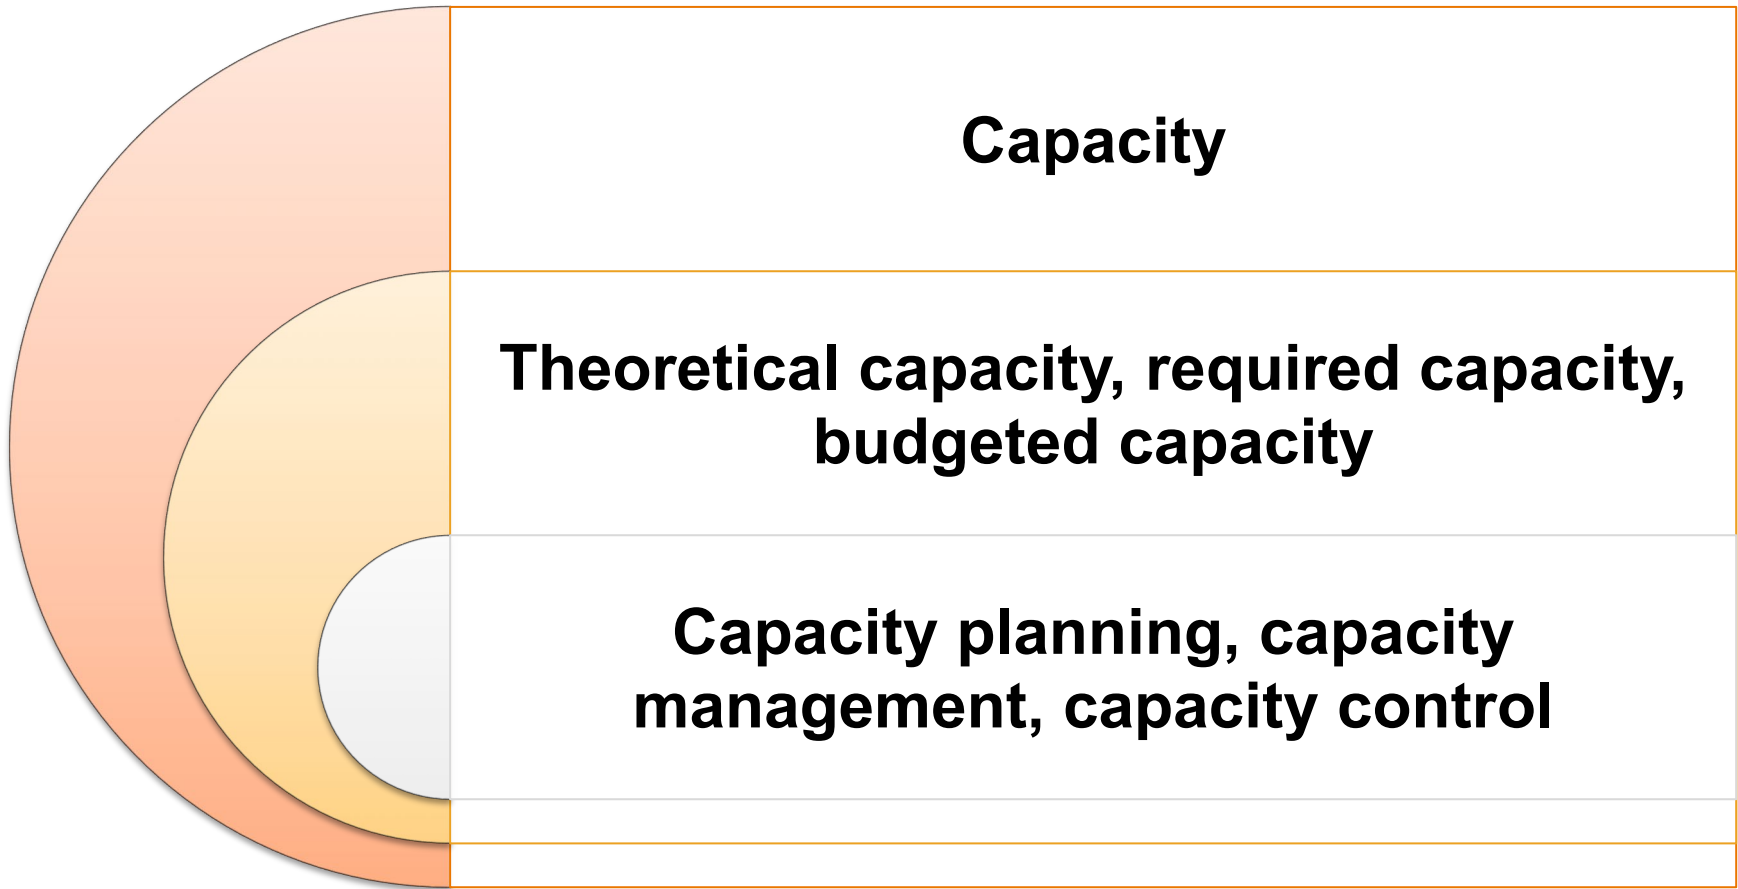 Capacity
Theoretical capacity, required capacity,
budgeted capacity
Capacity planning, capacity
management, capacity control